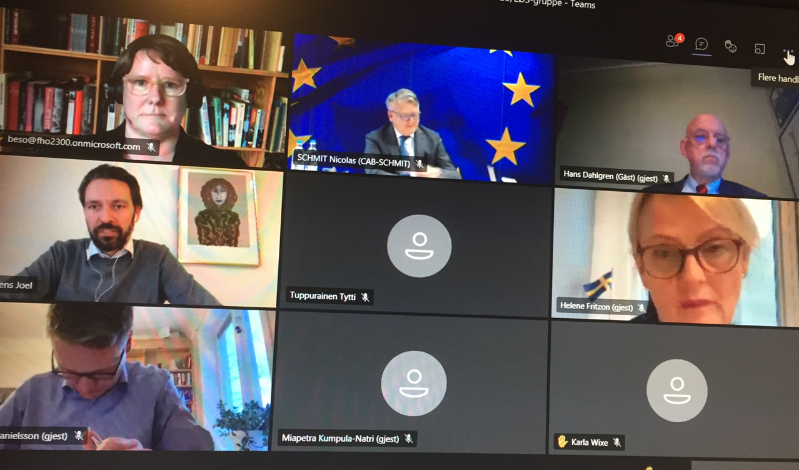 -gruppe - Teams
4
Flere handl
beso@fho2300.onmicrosoft.com
SCHMIT Nicolas (CAB-SCHMIT)
Hans Dahlgren (Gäst) (gjest)
ens Joel
Tuppurainen Tytti
Helene Fritzon (gjest)
anielsson (gjest)
Miapetra Kumpula-Natri (gjest)
Karla Wixe